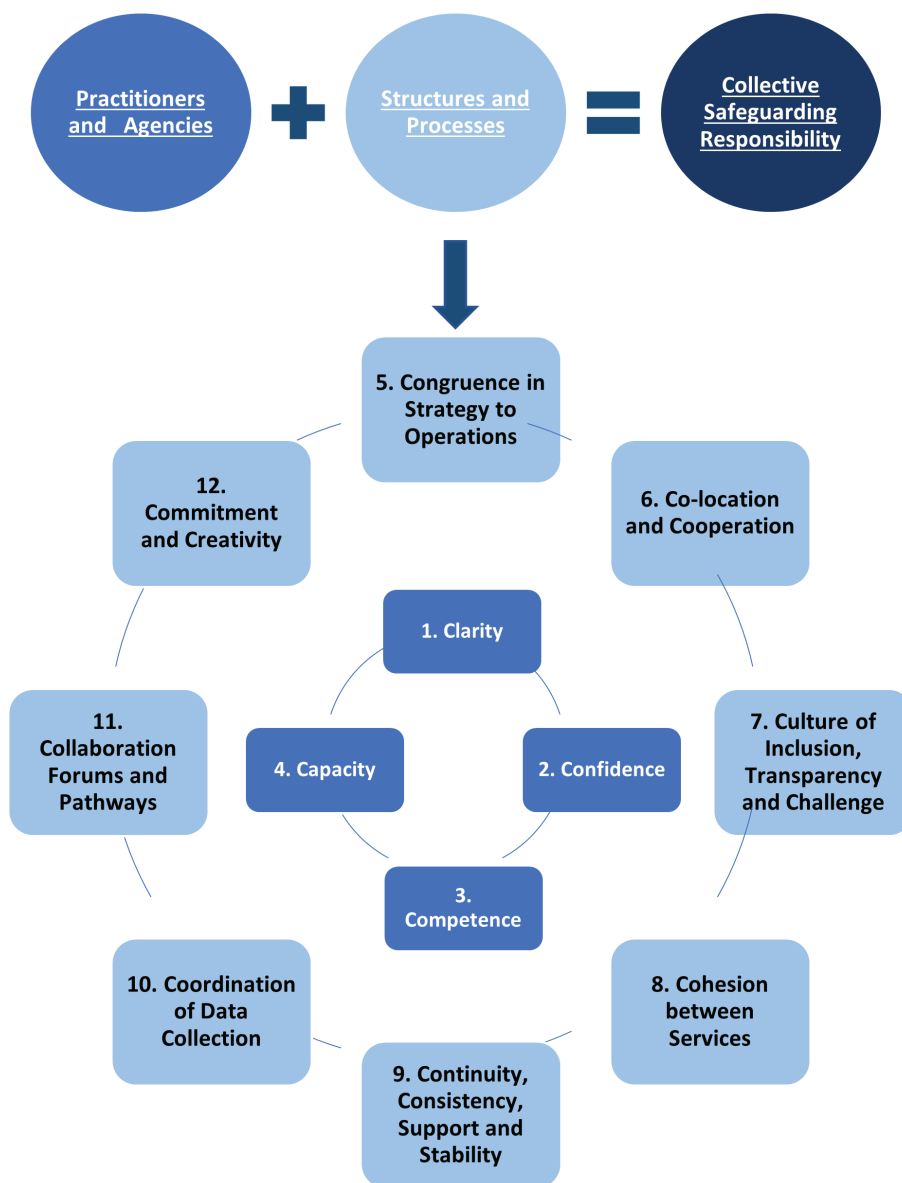 Practitioners
and Agencies
Structures and
Processes
Collective
Safeguarding
Responsibility
5. Congruence in
Strategy to
Operations
12.
Commitment
and Creativity
6. Co-location
and Cooperation
1. Clarity
11.
Collaboration
Forums and
Pathways
4. Capacity
2. Confidence
7. Culture of
Inclusion,
Transparency
and Challenge
3.
Competence
10. Coordination
of Data
Collection
8. Cohesion
between
Services
9. Continuity,
Consistency,
Support and
Stability